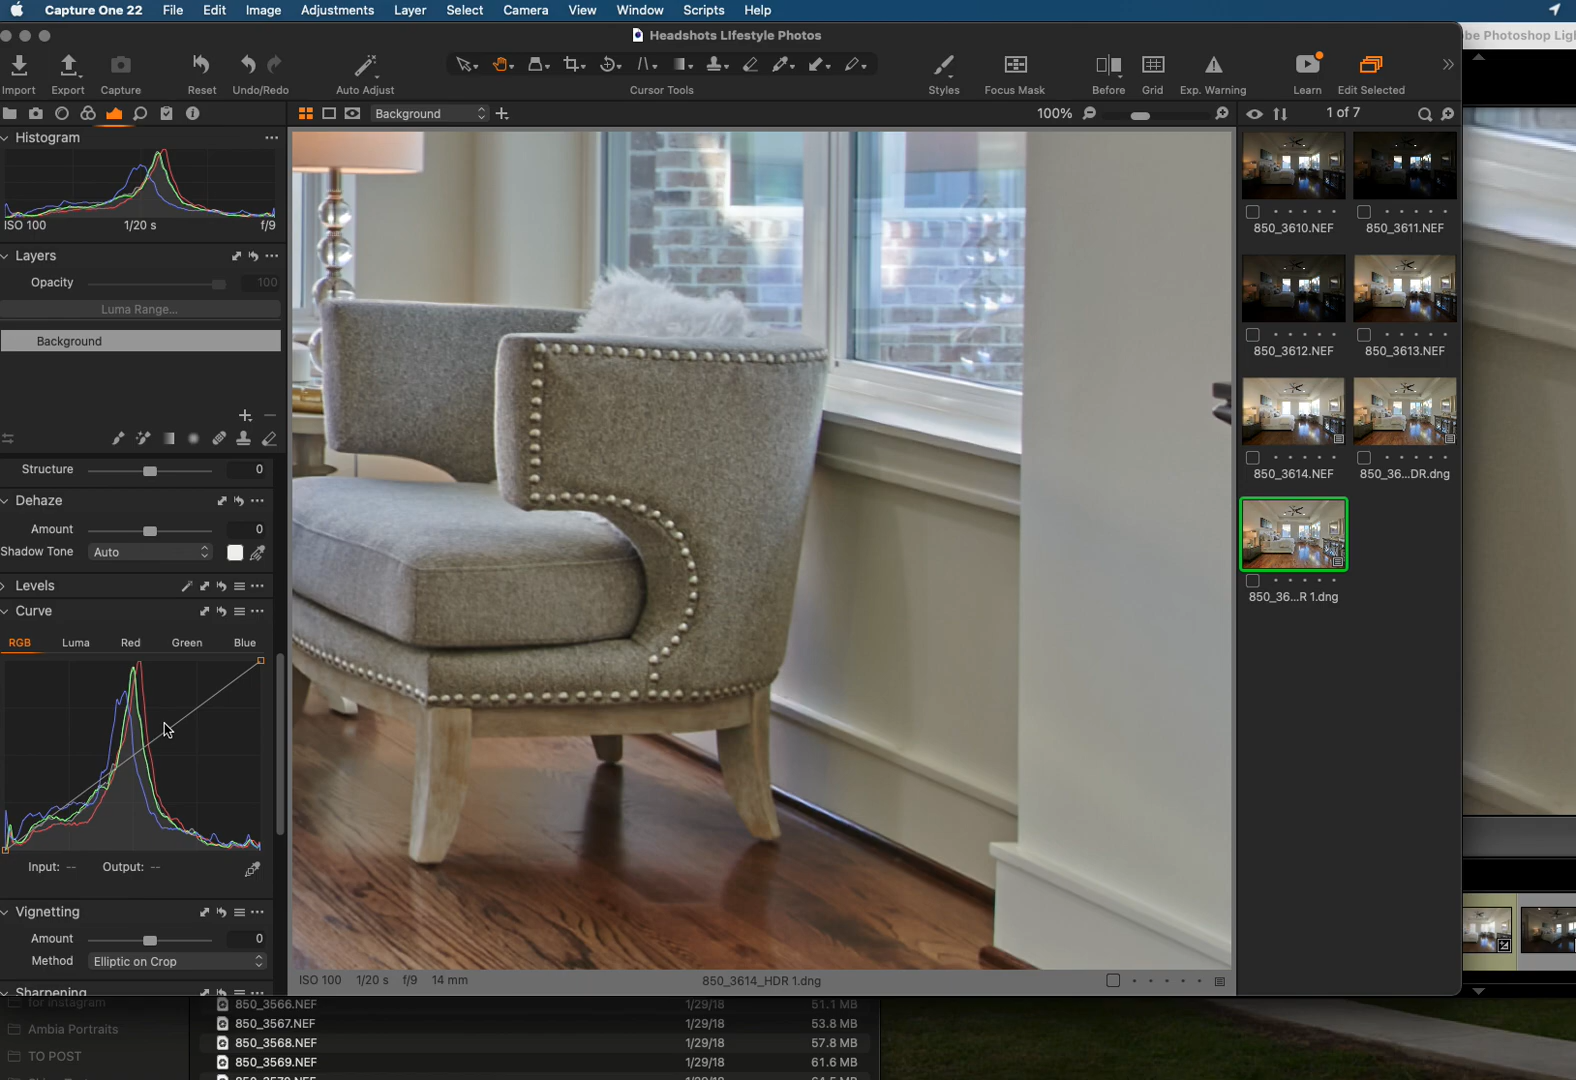 Capture One 22 File Edit Image Adjustments Layer Select Camera View Window Scripts Help
Headshots LIfestyle Photos
be Photoshop Ligh
Import Export Capture Reset Undo/Redo Auto Adjust Cursor Tools Styles Focus Mask Before Grid Exp. Warning Learn Edit Selected
Background 100% 1 of 7
Histogram
ISO 100 1/20 s f/9
Layers
Opacity 100
Luma Range...
Background
Structure 0
Dehaze
Amount 0
Shadow Tone Auto
Levels
Curve
RGB Luma Red Green Blue
Input: -- Output: --
Vignetting
Amount 0
Method Elliptic on Crop
Sharpening
850_3610.NEF 850_3611.NEF
850_3612.NEF 850_3613.NEF
850_3614.NEF 850_36...DR.dng
850_36...R 1.dng
ISO 100 1/20 s f/9 14 mm 850_3614_HDR 1.dng
for instagram
Ambia Portraits
TO POST
850_3566.NEF 1/29/18 51.1 MB
850_3567.NEF 1/29/18 53.8 MB
850_3568.NEF 1/29/18 57.8 MB
850_3569.NEF 1/29/18 61.6 MB